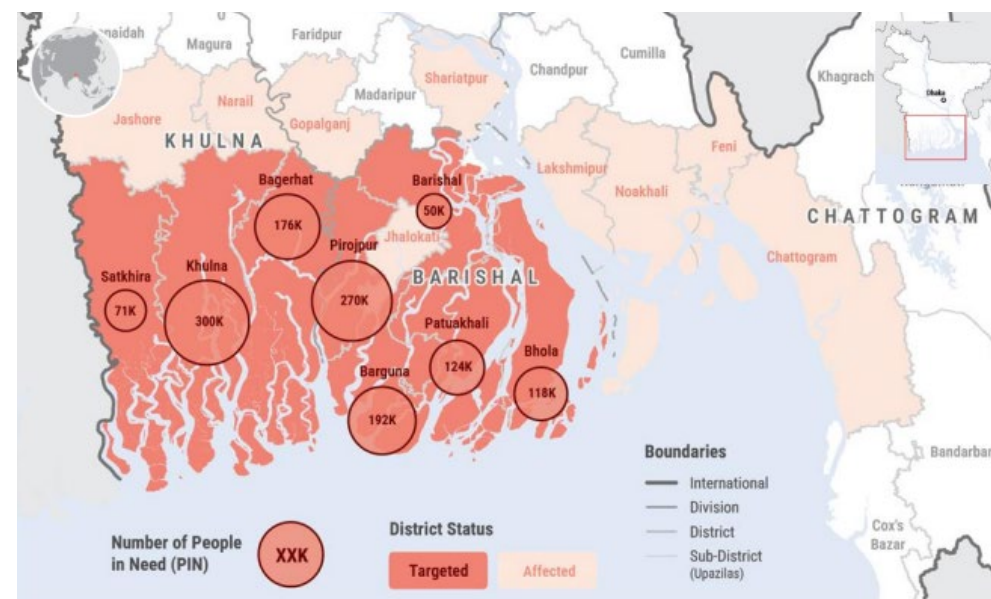 Magura
Faridpur
Cumilla
Chandpur
Shariatpur
Madaripur
Narail
Jashore
Gopalganj
KHULNA
Feni
Lakshmipur
Noakhali
Dhaka
CHATTOGRAM
Chattogram
Bagerhat
176K
Barishal
50K
Jhalokati
Pirojpur
270K
BARISHAL
Satkhira
71K
Khulna
300K
Patuakhali
124K
Bhola
118K
Barguna
192K
Boundaries
International
Division
District
Sub-District
(Upazilas)
Cox's
Bazar
Bandarbar
Khagrach
Number of People
in Need (PIN)
XXK
District Status
Targeted
Affected